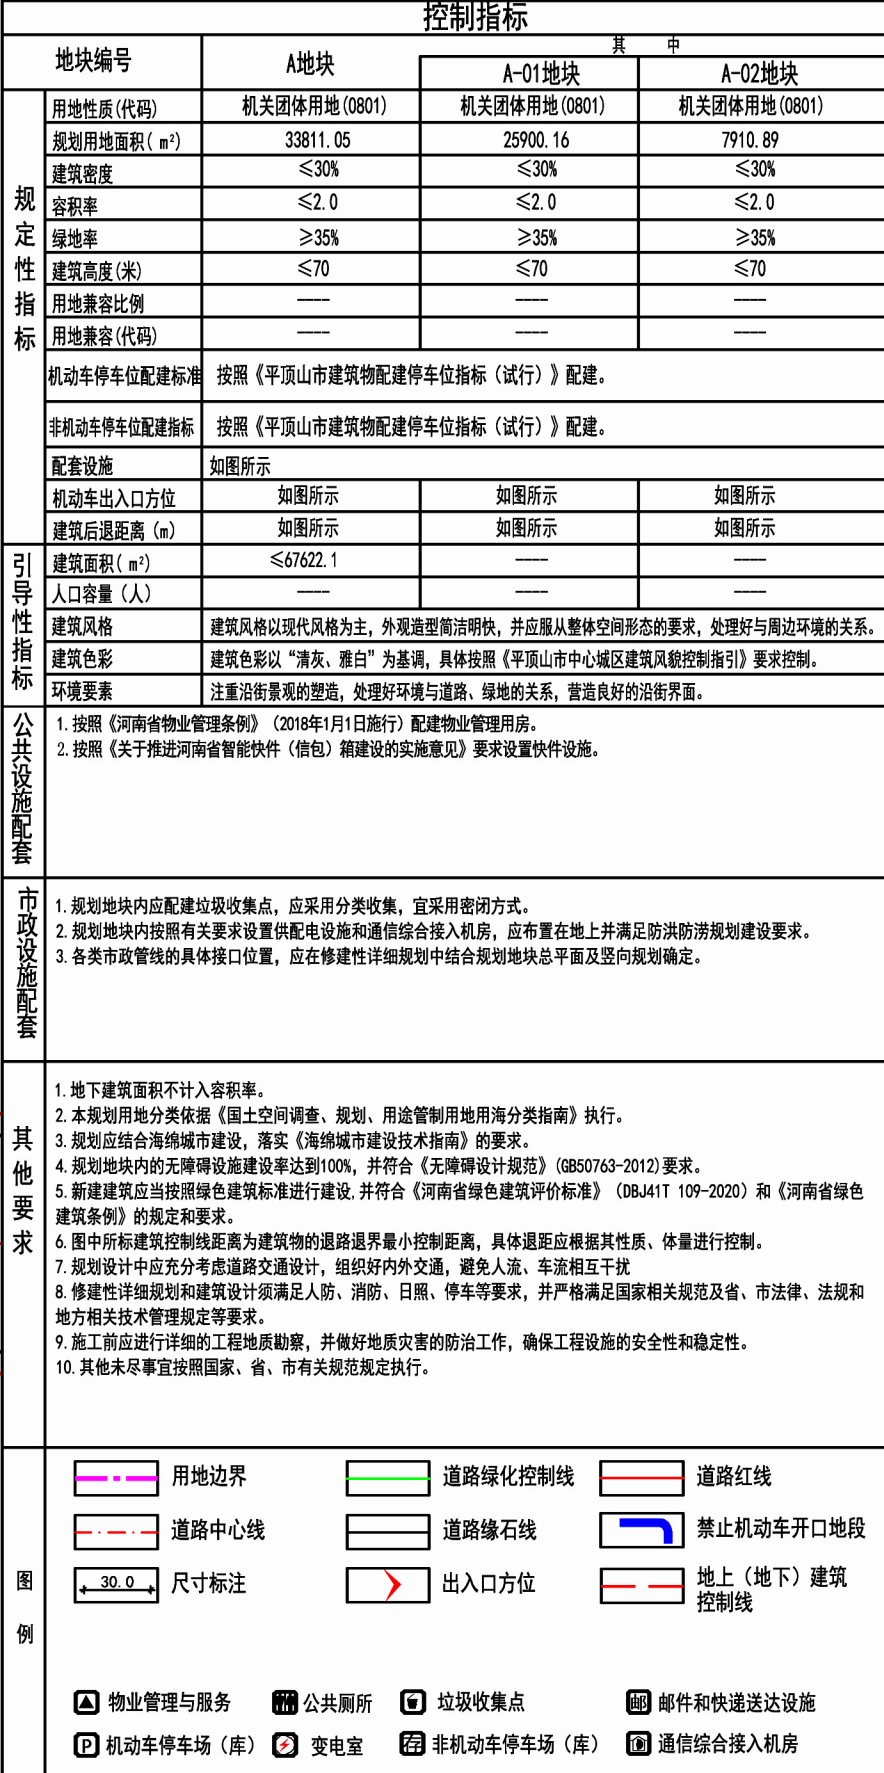 控制指标
地块编号 A地块 其 中
A-01地块 A-02地块
规定性指标
用地性质(代码) 机关团体用地(0801) 机关团体用地(0801) 机关团体用地(0801)
规划用地面积( m²) 33811.05 25900.16 7910.89
建筑密度 ≤30% ≤30% ≤30%
容积率 ≤2.0 ≤2.0 ≤2.0
绿地率 ≥35% ≥35% ≥35%
建筑高度(米) ≤70 ≤70 ≤70
用地兼容比例 ---- ---- ----
用地兼容(代码) ---- ---- ----
机动车停车位配建标准 按照《平顶山市建筑物配建停车位指标（试行）》配建。
非机动车停车位配建指标 按照《平顶山市建筑物配建停车位指标（试行）》配建。
配套设施 如图所示
机动车出入口方位 如图所示 如图所示 如图所示
建筑后退距离（m） 如图所示 如图所示 如图所示
引导性指标
建筑面积( m²) ≤67622.1 ---- ----
人口容量（人） ---- ---- ----
建筑风格 建筑风格以现代风格为主，外观造型简洁明快，并应服从整体空间形态的要求，处理好与周边环境的关系。
建筑色彩 建筑色彩以“清灰、雅白”为基调，具体按照《平顶山市中心城区建筑风貌控制指引》要求控制。
环境要素 注重沿街景观的塑造，处理好环境与道路、绿地的关系，营造良好的沿街界面。
公共设施配套
1.按照《河南省物业管理条例》（2018年1月1日施行）配建物业管理用房。
2.按照《关于推进河南省智能快件（信包）箱建设的实施意见》要求设置快件设施。
市政设施配套
1.规划地块内应配建垃圾收集点，应采用分类收集，宜采用密闭方式。
2.规划地块内按照有关要求设置供配电设施和通信综合接入机房，应布置在地上并满足防洪防涝规划建设要求。
3.各类市政管线的具体接口位置，应在修建性详细规划中结合规划地块总平面及竖向规划确定。
其他要求
1.地下建筑面积不计入容积率。
2.本规划用地分类依据《国土空间调查、规划、用途管制用地用海分类指南》执行。
3.规划应结合海绵城市建设，落实《海绵城市建设技术指南》的要求。
4.规划地块内的无障碍设施建设率达到100%，并符合《无障碍设计规范》(GB50763-2012)要求。
5.新建建筑应当按照绿色建筑标准进行建设,并符合《河南省绿色建筑评价标准》（DBJ41T 109-2020）和《河南省绿色
建筑条例》的规定和要求。
6.图中所标建筑控制线距离为建筑物的退路退界最小控制距离，具体退距应根据其性质、体量进行控制。
7.规划设计中应充分考虑道路交通设计，组织好内外交通，避免人流、车流相互干扰
8.修建性详细规划和建筑设计须满足人防、消防、日照、停车等要求，并严格满足国家相关规范及省、市法律、法规和
地方相关技术管理规定等要求。
9.施工前应进行详细的工程地质勘察，并做好地质灾害的防治工作，确保工程设施的安全性和稳定性。
10.其他未尽事宜按照国家、省、市有关规范规定执行。
图例
用地边界 道路绿化控制线 道路红线
道路中心线 道路缘石线 禁止机动车开口地段
30.0 尺寸标注 出入口方位 地上（地下）建筑
控制线
物业管理与服务 公共厕所 垃圾收集点 邮 邮件和快递送达设施
P 机动车停车场（库） 变电室 存 非机动车停车场（库） 通信综合接入机房